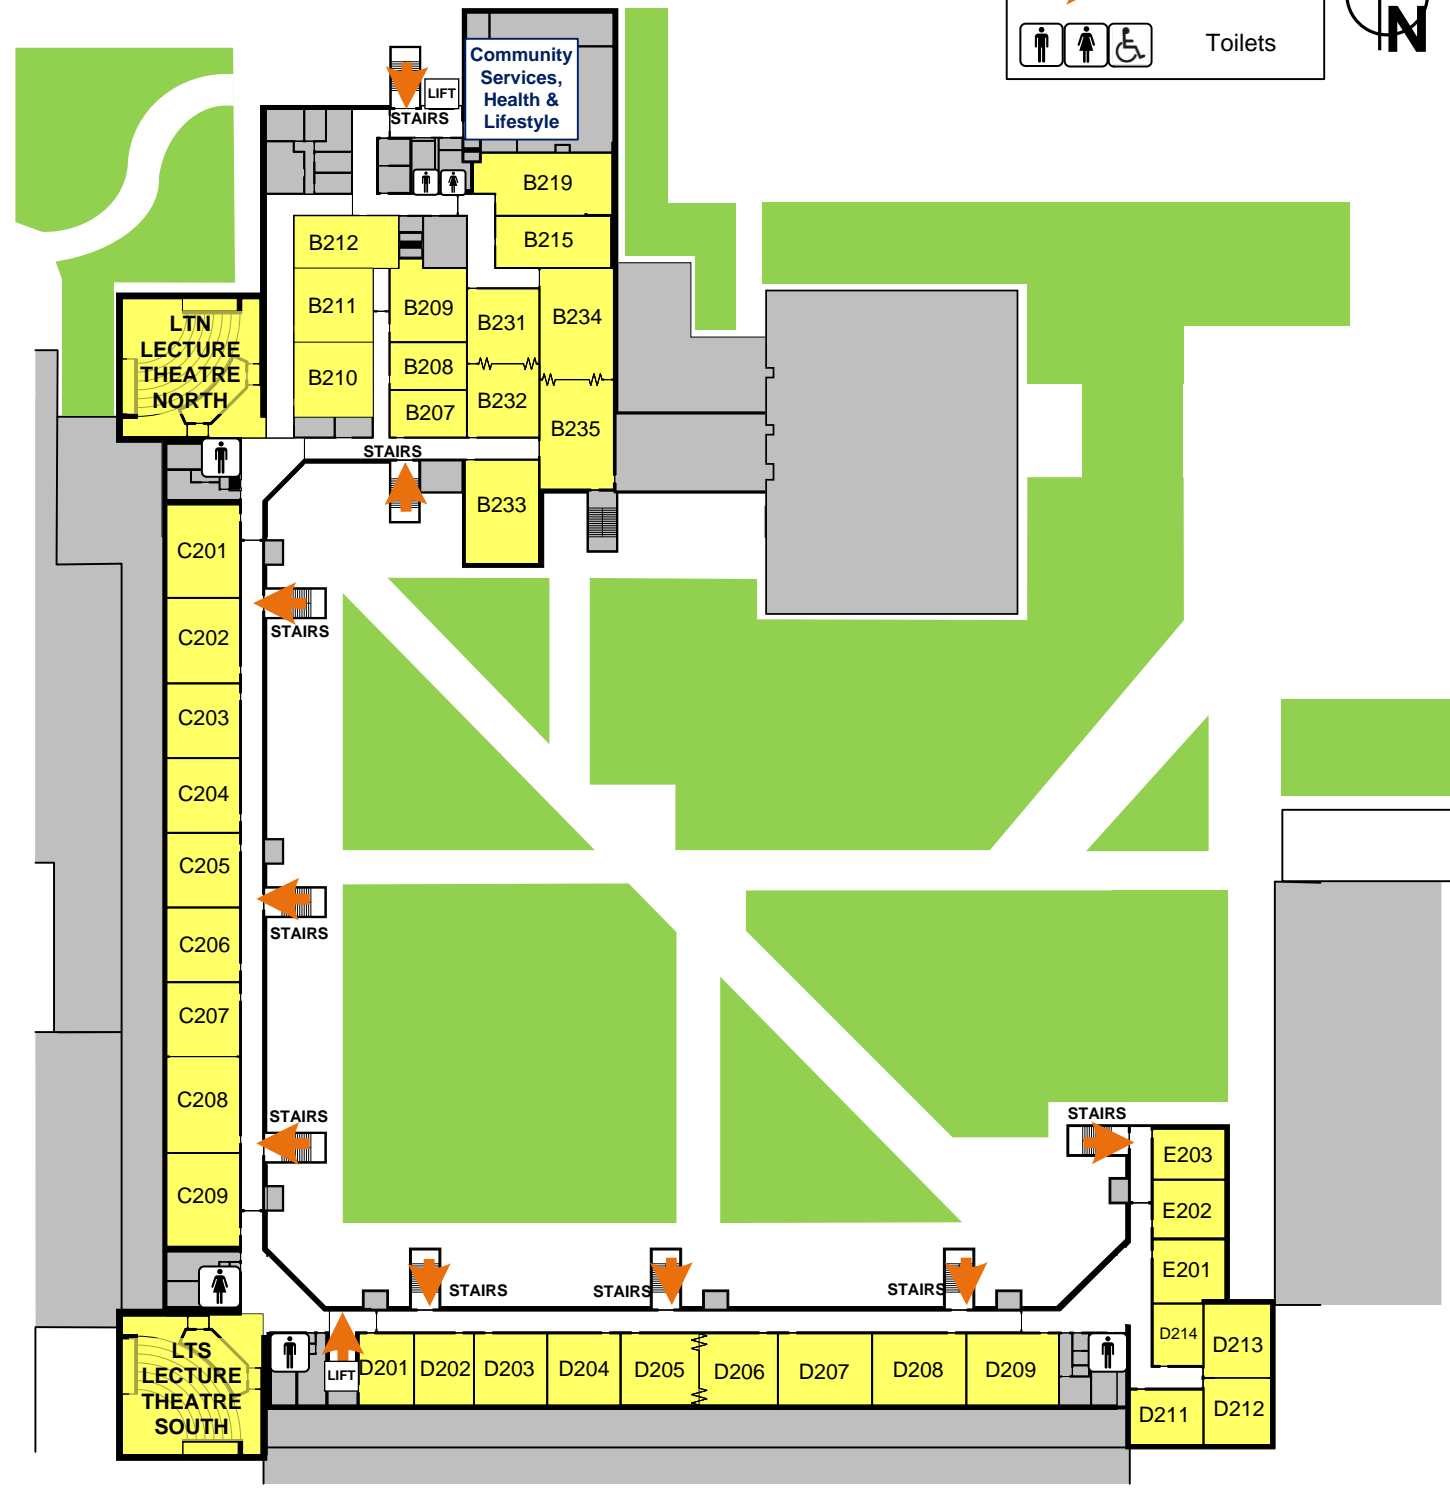 N
Toilets
Community
Services,
Health &
Lifestyle
LIFT
STAIRS
B219
B215
B212
B211
B209
B231
B234
B210
B208
B232
B207
B235
B233
STAIRS
LTN
LECTURE
THEATRE
NORTH
C201
C202
STAIRS
C203
C204
C205
C206
STAIRS
C207
C208
STAIRS
C209
STAIRS
E203
E202
E201
D214
D213
D212
D211
STAIRS
STAIRS
STAIRS
LTS
LECTURE
THEATRE
SOUTH
LIFT
D201
D202
D203
D204
D205
D206
D207
D208
D209